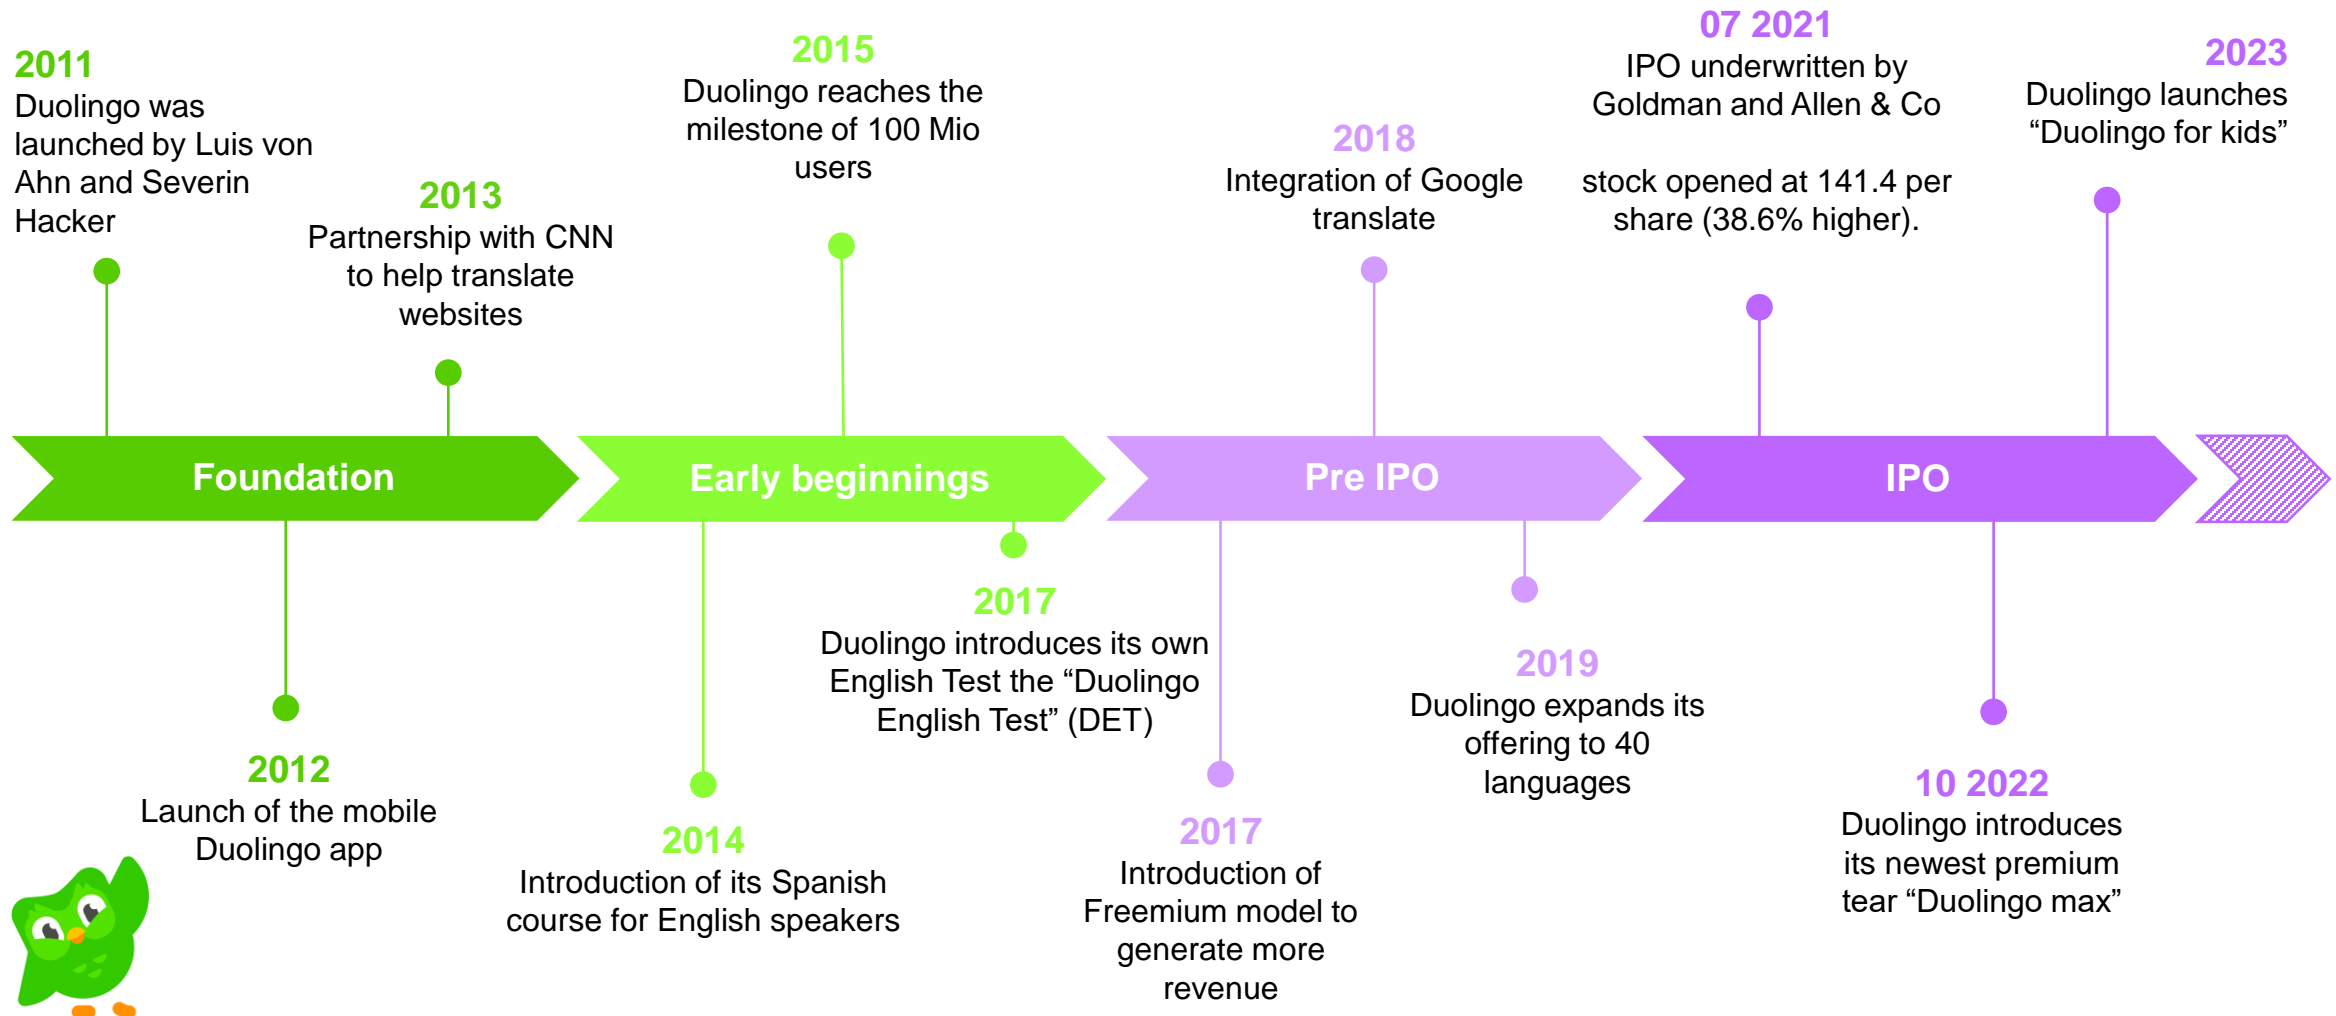 2011
Duolingo was
launched by Luis von
Ahn and Severin
Hacker
2013
Partnership with CNN
to help translate
websites
2015
Duolingo reaches the
milestone of 100 Mio
users
2018
Integration of Google
translate
07 2021
IPO underwritten by
Goldman and Allen & Co
stock opened at 141.4 per
share (38.6% higher).
2023
Duolingo launches
“Duolingo for kids”
Foundation
Early beginnings
Pre IPO
IPO
2012
Launch of the mobile
Duolingo app
2014
Introduction of its Spanish
course for English speakers
2017
Duolingo introduces its own
English Test the “Duolingo
English Test” (DET)
2017
Introduction of
Freemium model to
generate more
revenue
2019
Duolingo expands its
offering to 40
languages
10 2022
Duolingo introduces
its newest premium
tear “Duolingo max”